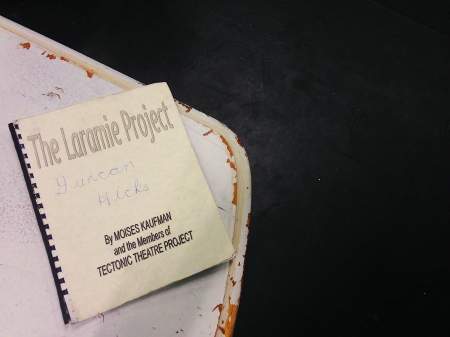 The Laramie Project
Duncan
Hicks
By MOISES KAUFMAN
and the Members of
TECTONIC THEATRE PROJECT